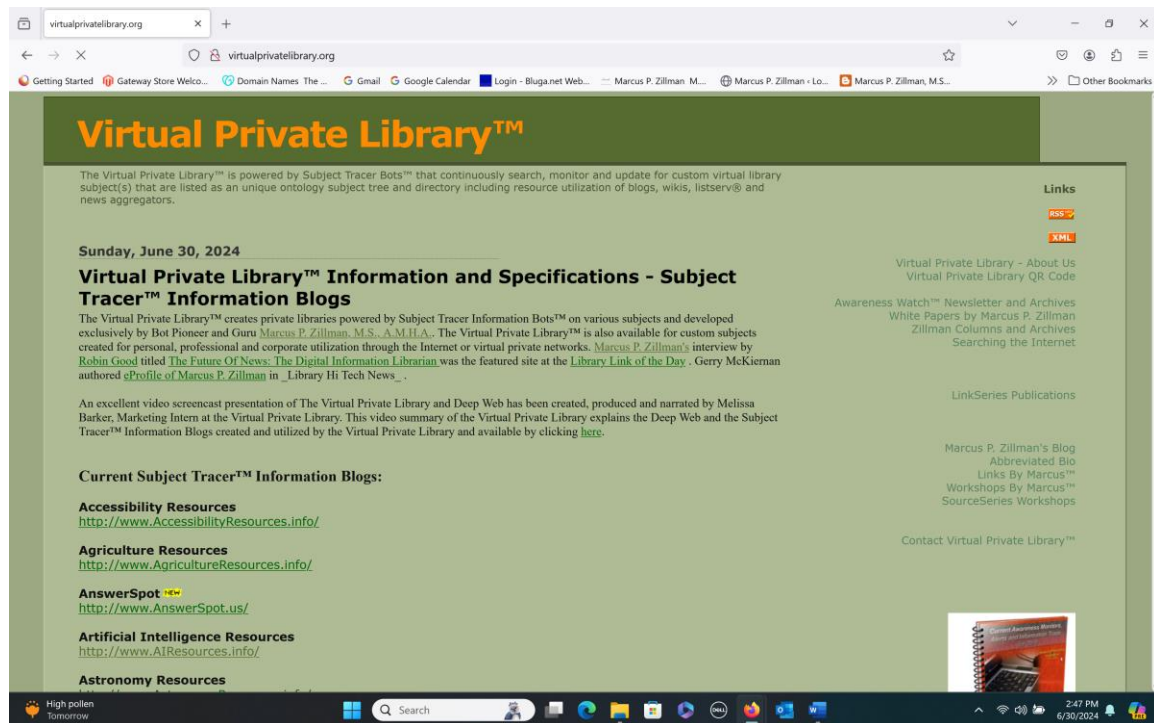 virtualprivatelibrary.org
virtualprivatelibrary.org
Getting Started Gateway Store Welco... Domain Names The ... Gmail Google Calendar Login - Bluga.net Web... Marcus P. Zillman M.... Marcus P. Zillman ‹ Lo... Marcus P. Zillman, M.S... Other Bookmarks
Virtual Private Library™
The Virtual Private Library™ is powered by Subject Tracer Bots™ that continuously search, monitor and update for custom virtual library
subject(s) that are listed as an unique ontology subject tree and directory including resource utilization of blogs, wikis, listserv® and
news aggregators.
Links
RSS
XML
Virtual Private Library - About Us
Virtual Private Library QR Code
Awareness Watch™ Newsletter and Archives
White Papers by Marcus P. Zillman
Zillman Columns and Archives
Searching the Internet
LinkSeries Publications
Marcus P. Zillman's Blog
Abbreviated Bio
Links By Marcus™
Workshops By Marcus™
SourceSeries Workshops
Contact Virtual Private Library™
Sunday, June 30, 2024
Virtual Private Library™ Information and Specifications - Subject
Tracer™ Information Blogs
The Virtual Private Library™ creates private libraries powered by Subject Tracer Information Bots™ on various subjects and developed
exclusively by Bot Pioneer and Guru Marcus P. Zillman, M.S., A.M.H.A.. The Virtual Private Library™ is also available for custom subjects
created for personal, professional and corporate utilization through the Internet or virtual private networks. Marcus P. Zillman's interview by
Robin Good titled The Future Of News: The Digital Information Librarian was the featured site at the Library Link of the Day . Gerry McKiernan
authored eProfile of Marcus P. Zillman in _Library Hi Tech News_ .
An excellent video screencast presentation of The Virtual Private Library and Deep Web has been created, produced and narrated by Melissa
Barker, Marketing Intern at the Virtual Private Library. This video summary of the Virtual Private Library explains the Deep Web and the Subject
Tracer™ Information Blogs created and utilized by the Virtual Private Library and available by clicking here.
Current Subject Tracer™ Information Blogs:
Accessibility Resources
http://www.AccessibilityResources.info/
Agriculture Resources
http://www.AgricultureResources.info/
AnswerSpot NEW
http://www.AnswerSpot.us/
Artificial Intelligence Resources
http://www.AIResources.info/
Astronomy Resources
Current Awareness Monitors
High pollen
Tomorrow
Search
DELL
2:47 PM
6/30/2024